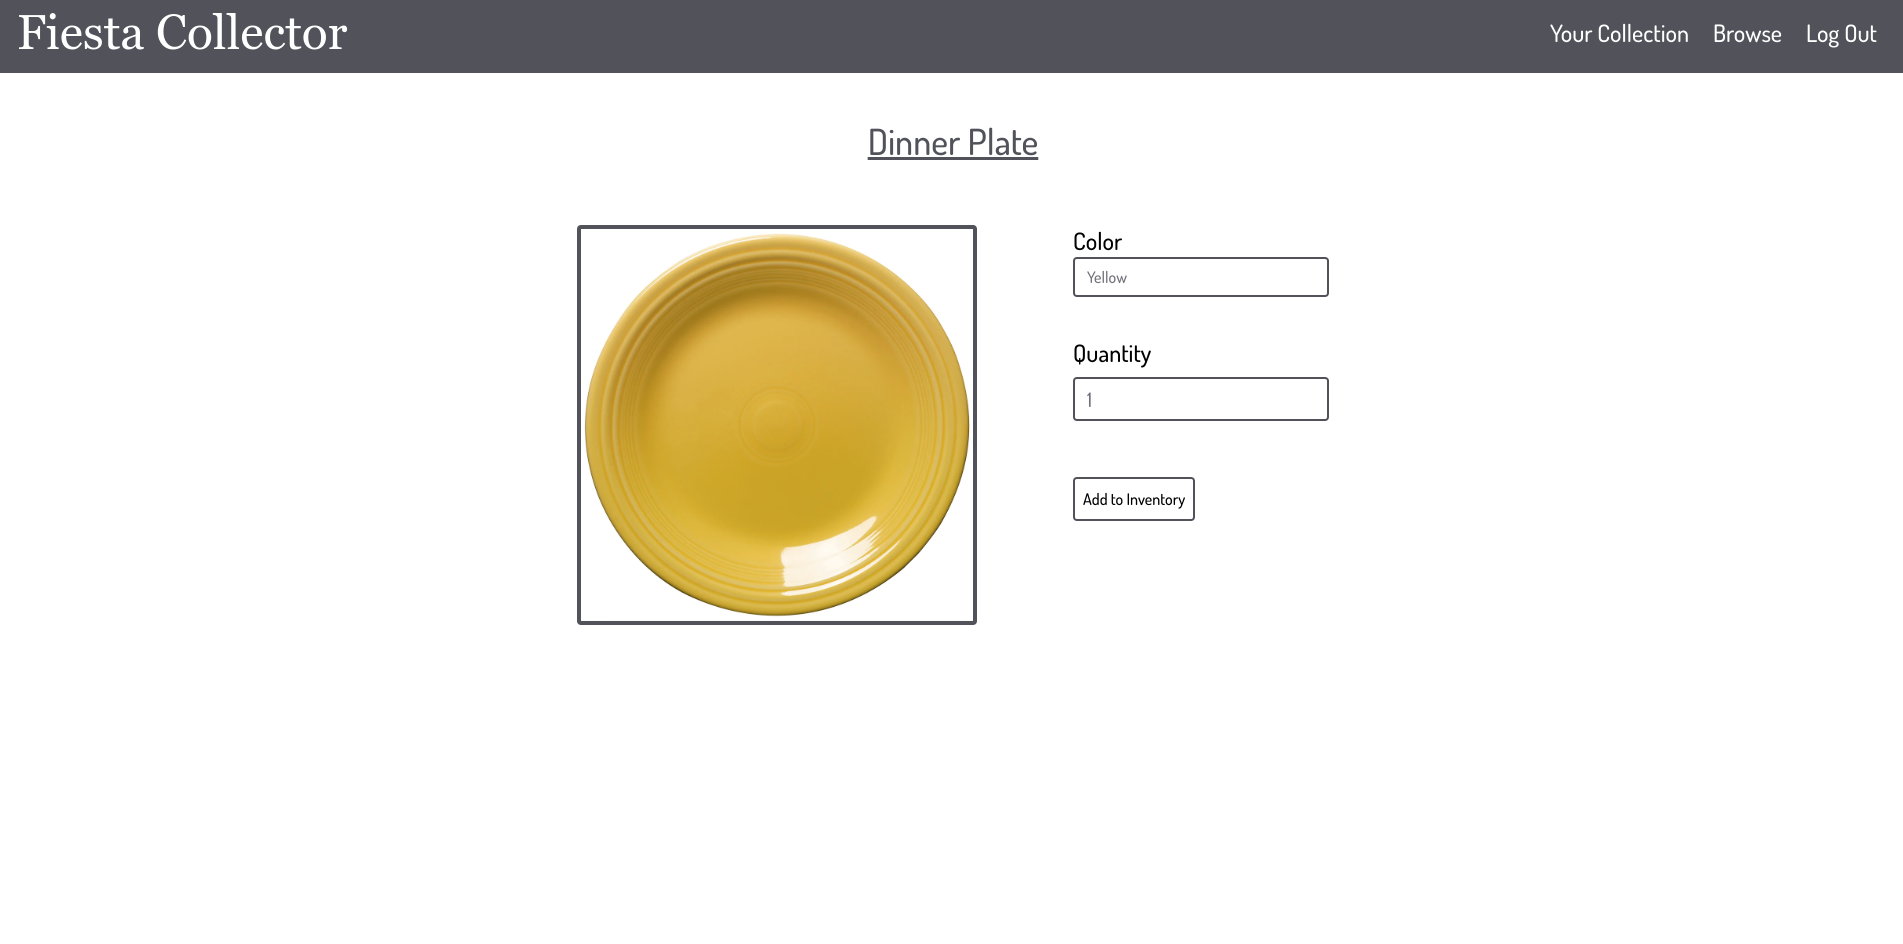 Fiesta Collector
Your Collection Browse Log Out
Dinner Plate
Color
Yellow
Quantity
1
Add to Inventory